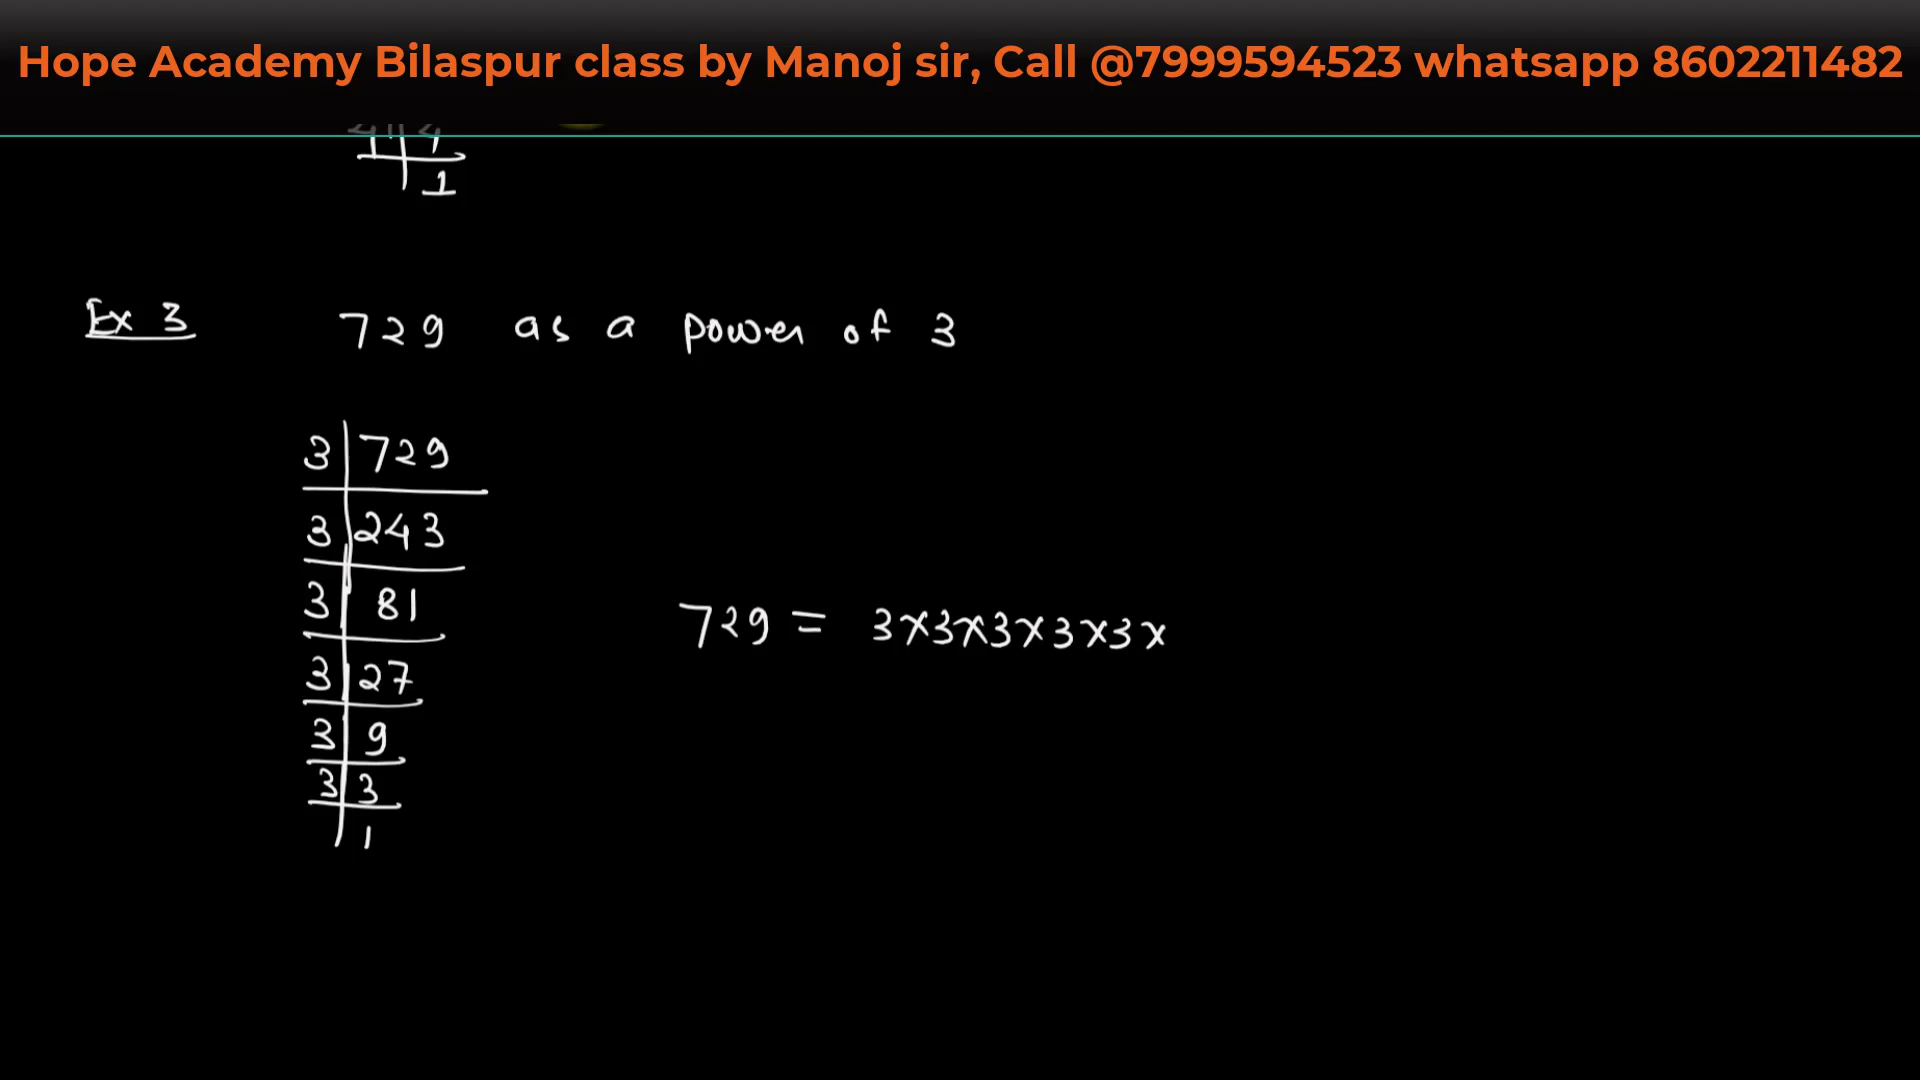 Hope Academy Bilaspur class by Manoj sir, Call @7999594523 whatsapp 8602211482
1
Ex 3 729 as a power of 3
3 729
3 243
3 81
729 = 3×3×3×3×3×
3 27
3 9
3 3
1